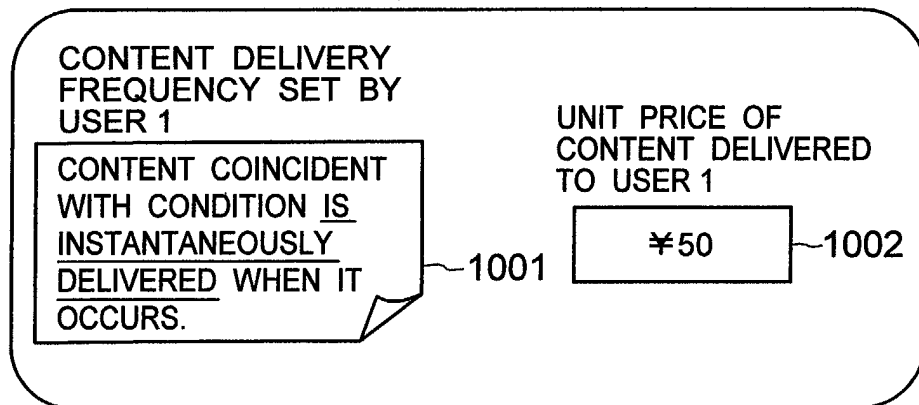 CONTENT DELIVERY
FREQUENCY SET BY
USER 1
CONTENT COINCIDENT
WITH CONDITION IS
INSTANTANEOUSLY
DELIVERED WHEN IT
OCCURS.
1001
UNIT PRICE OF
CONTENT DELIVERED
TO USER 1
¥50
1002